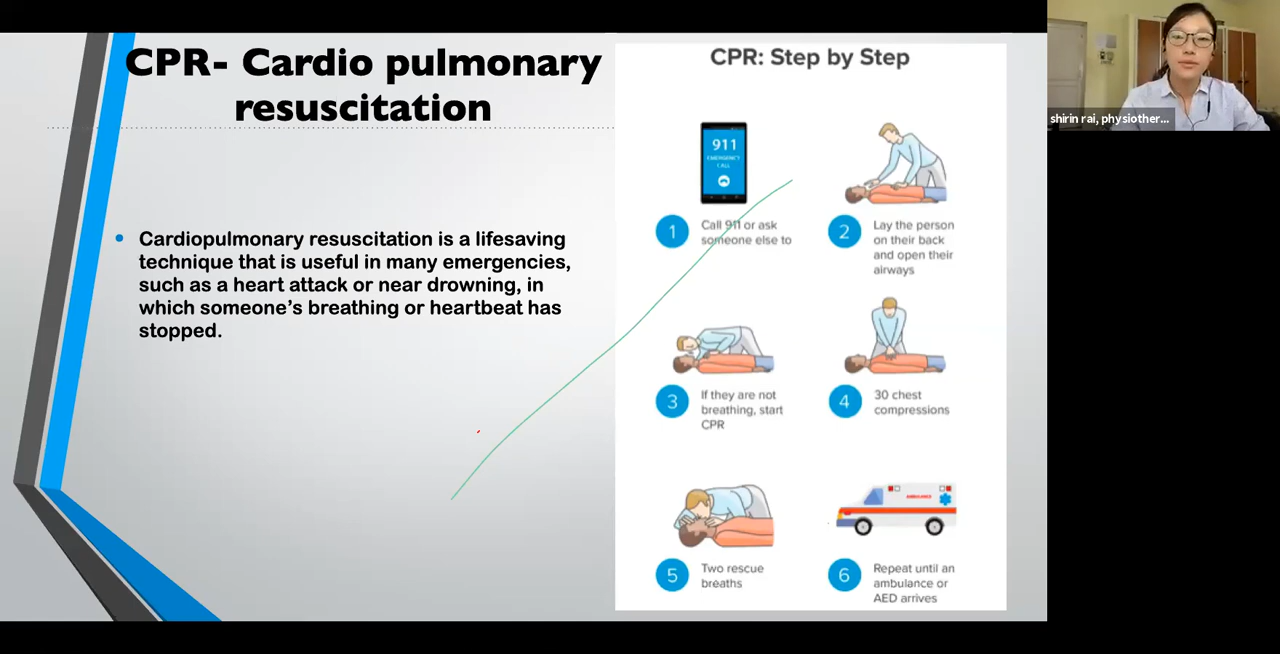 CPR- Cardio pulmonary
resuscitation
Cardiopulmonary resuscitation is a lifesaving
technique that is useful in many emergencies,
such as a heart attack or near drowning, in
which someone's breathing or heartbeat has
stopped.
CPR: Step by Step
911
EMERGENCY
CALL
1
Call 911 or ask
someone else to
2
Lay the person
on their back
and open their
airways
3
If they are not
breathing, start
CPR
4
30 chest
compressions
5
Two rescue
breaths
AMBULANCE
6
Repeat until an
ambulance or
AED arrives
shirin rai, physiother...